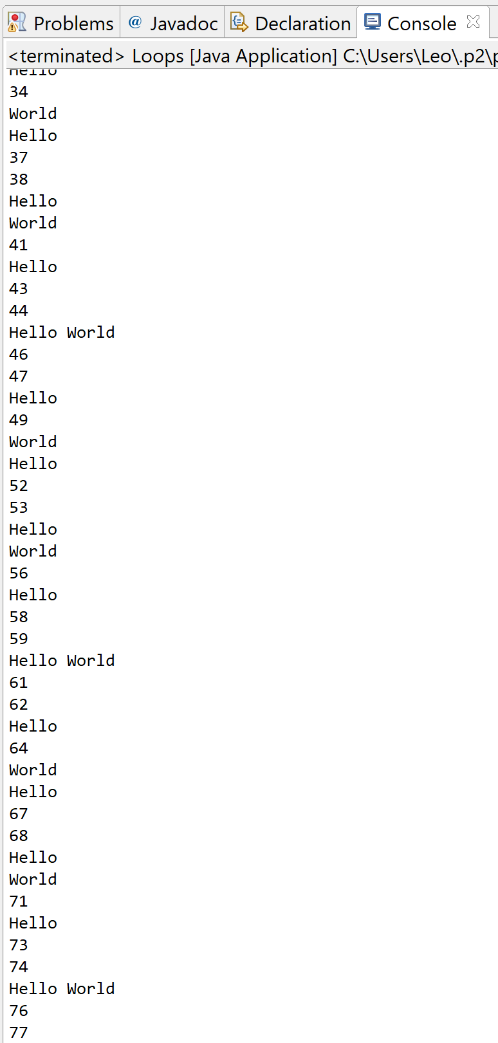 Problems @ Javadoc Declaration Console
<terminated> Loops [Java Application] C:\Users\Leo\.p2\p
Hello
34
World
Hello
37
38
Hello
World
41
Hello
43
44
Hello World
46
47
Hello
49
World
Hello
52
53
Hello
World
56
Hello
58
59
Hello World
61
62
Hello
64
World
Hello
67
68
Hello
World
71
Hello
73
74
Hello World
76
77